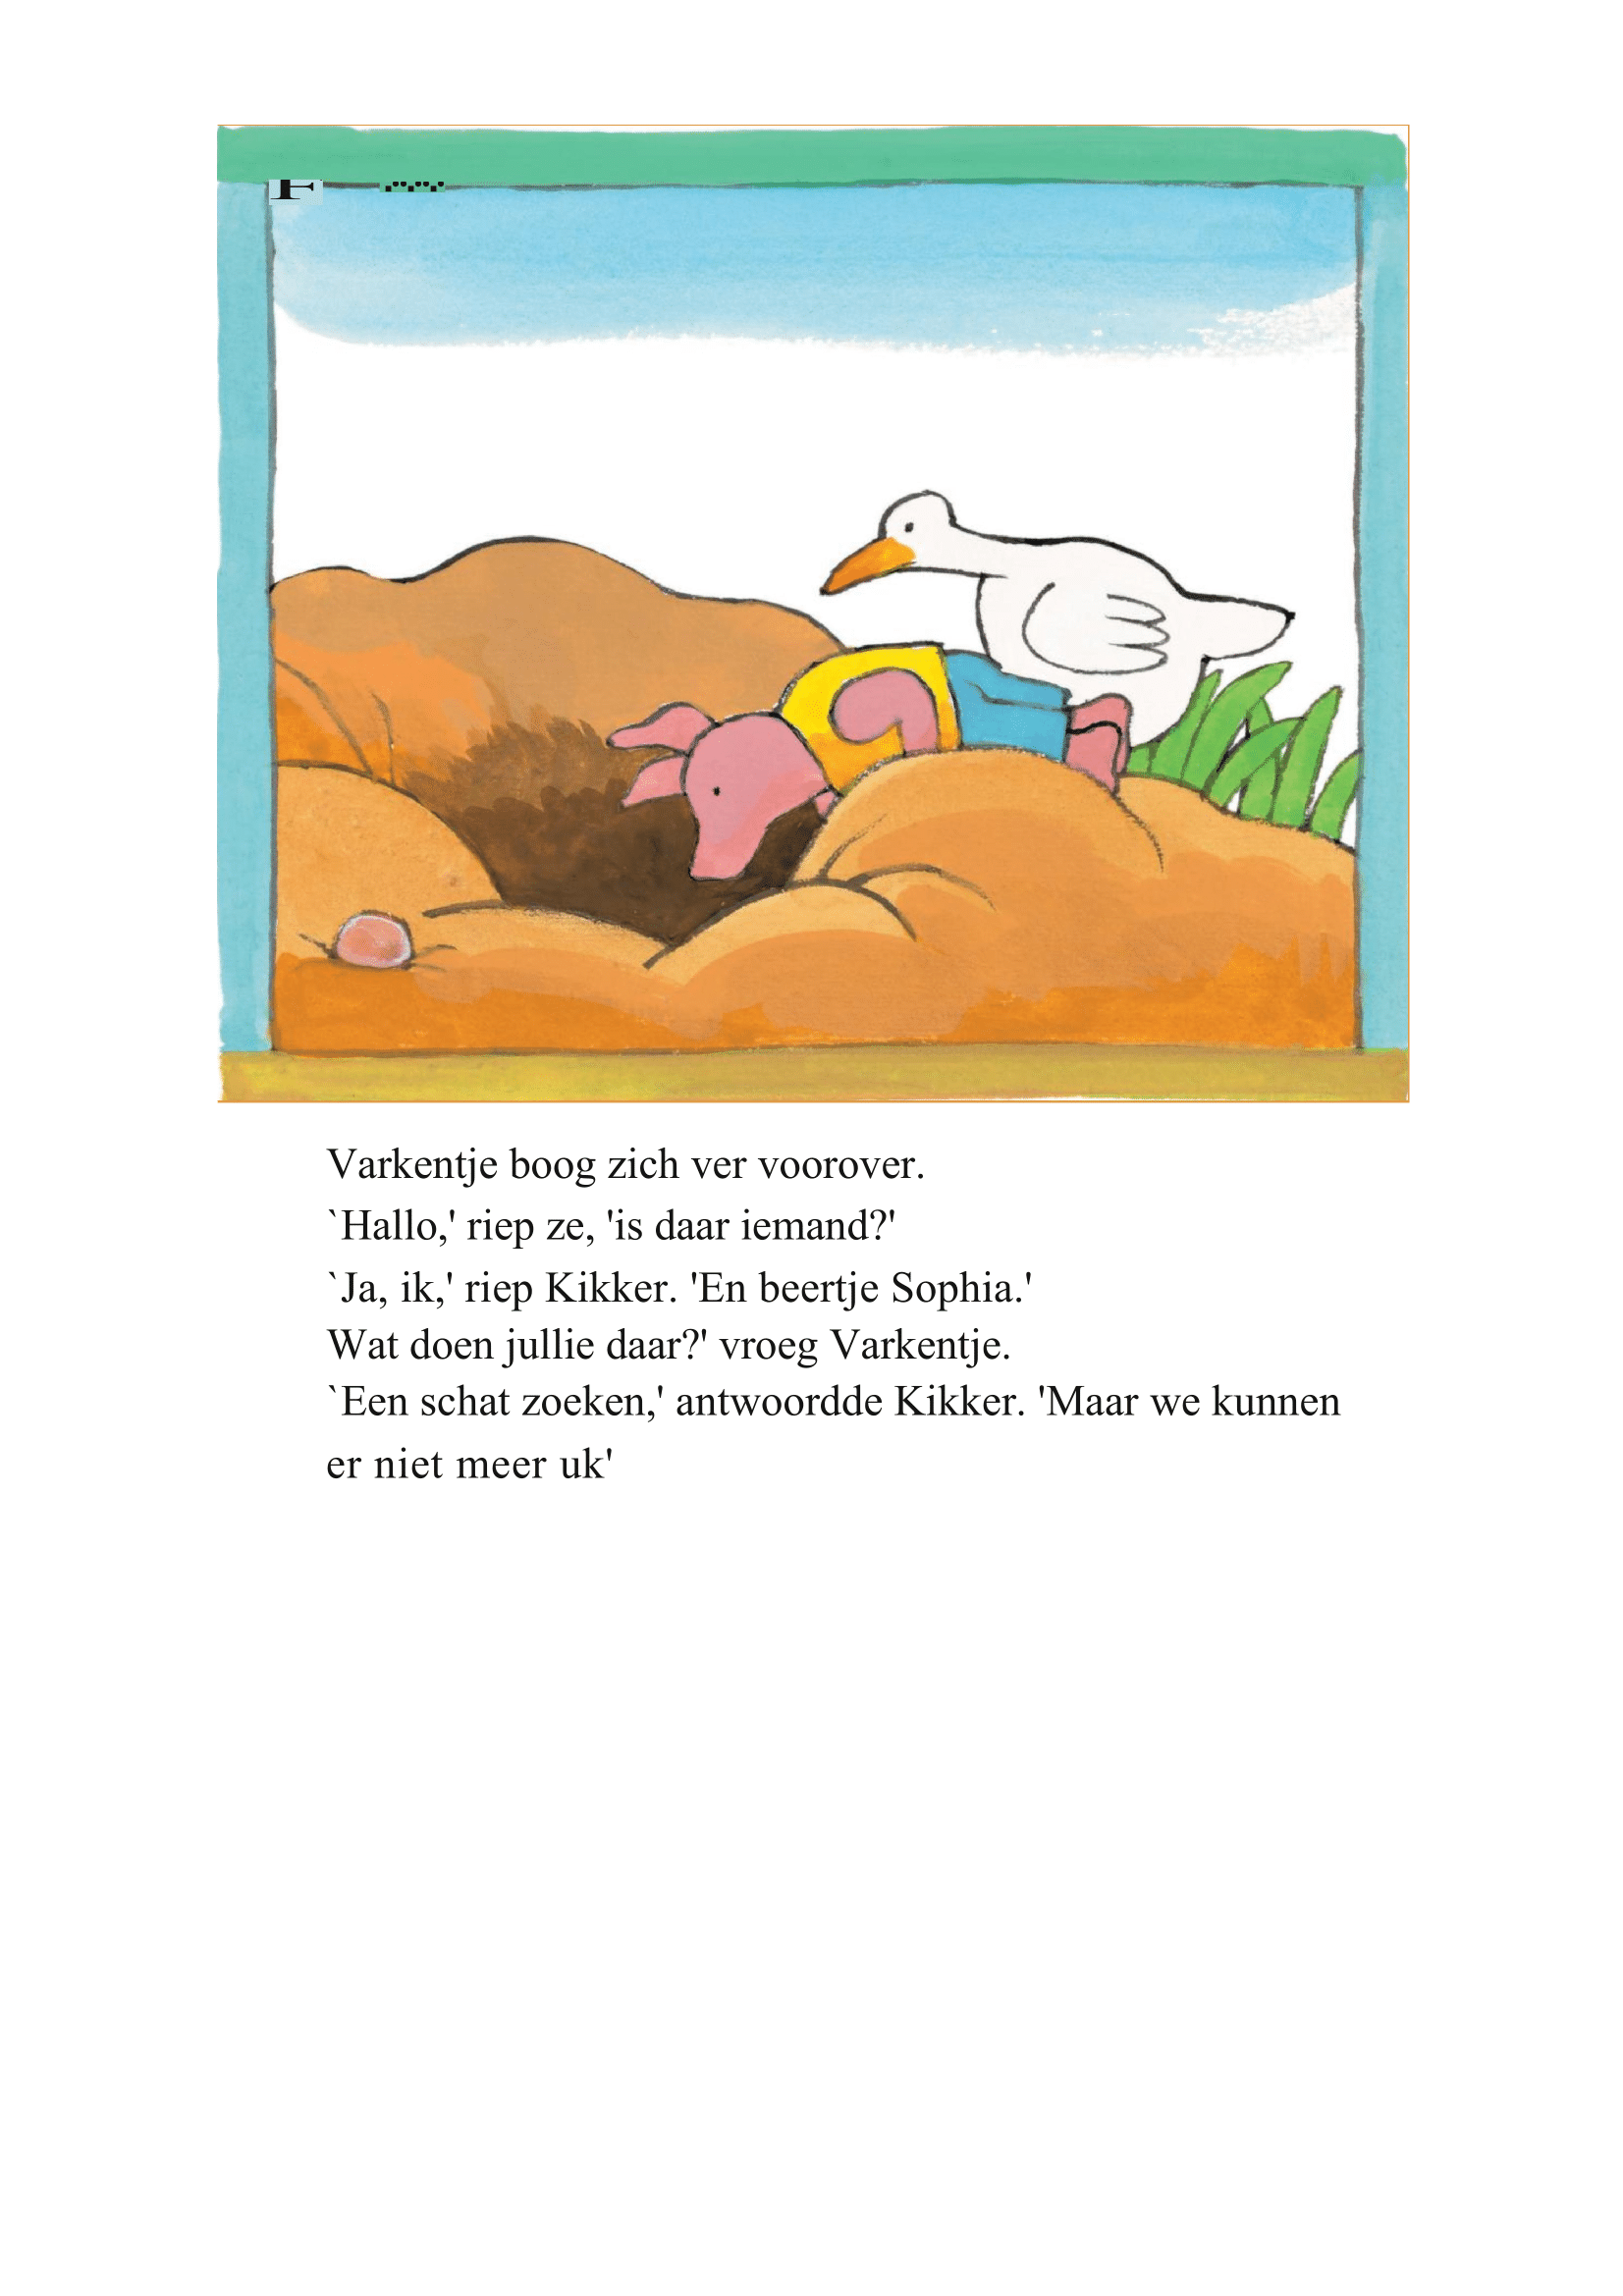 Varkentje boog zich ver voorover.
`Hallo,' riep ze, 'is daar iemand?'
`Ja, ik,' riep Kikker. 'En beertje Sophia.'
Wat doen jullie daar?' vroeg Varkentje.
`Een schat zoeken,' antwoordde Kikker. 'Maar we kunnen
er niet meer uk'